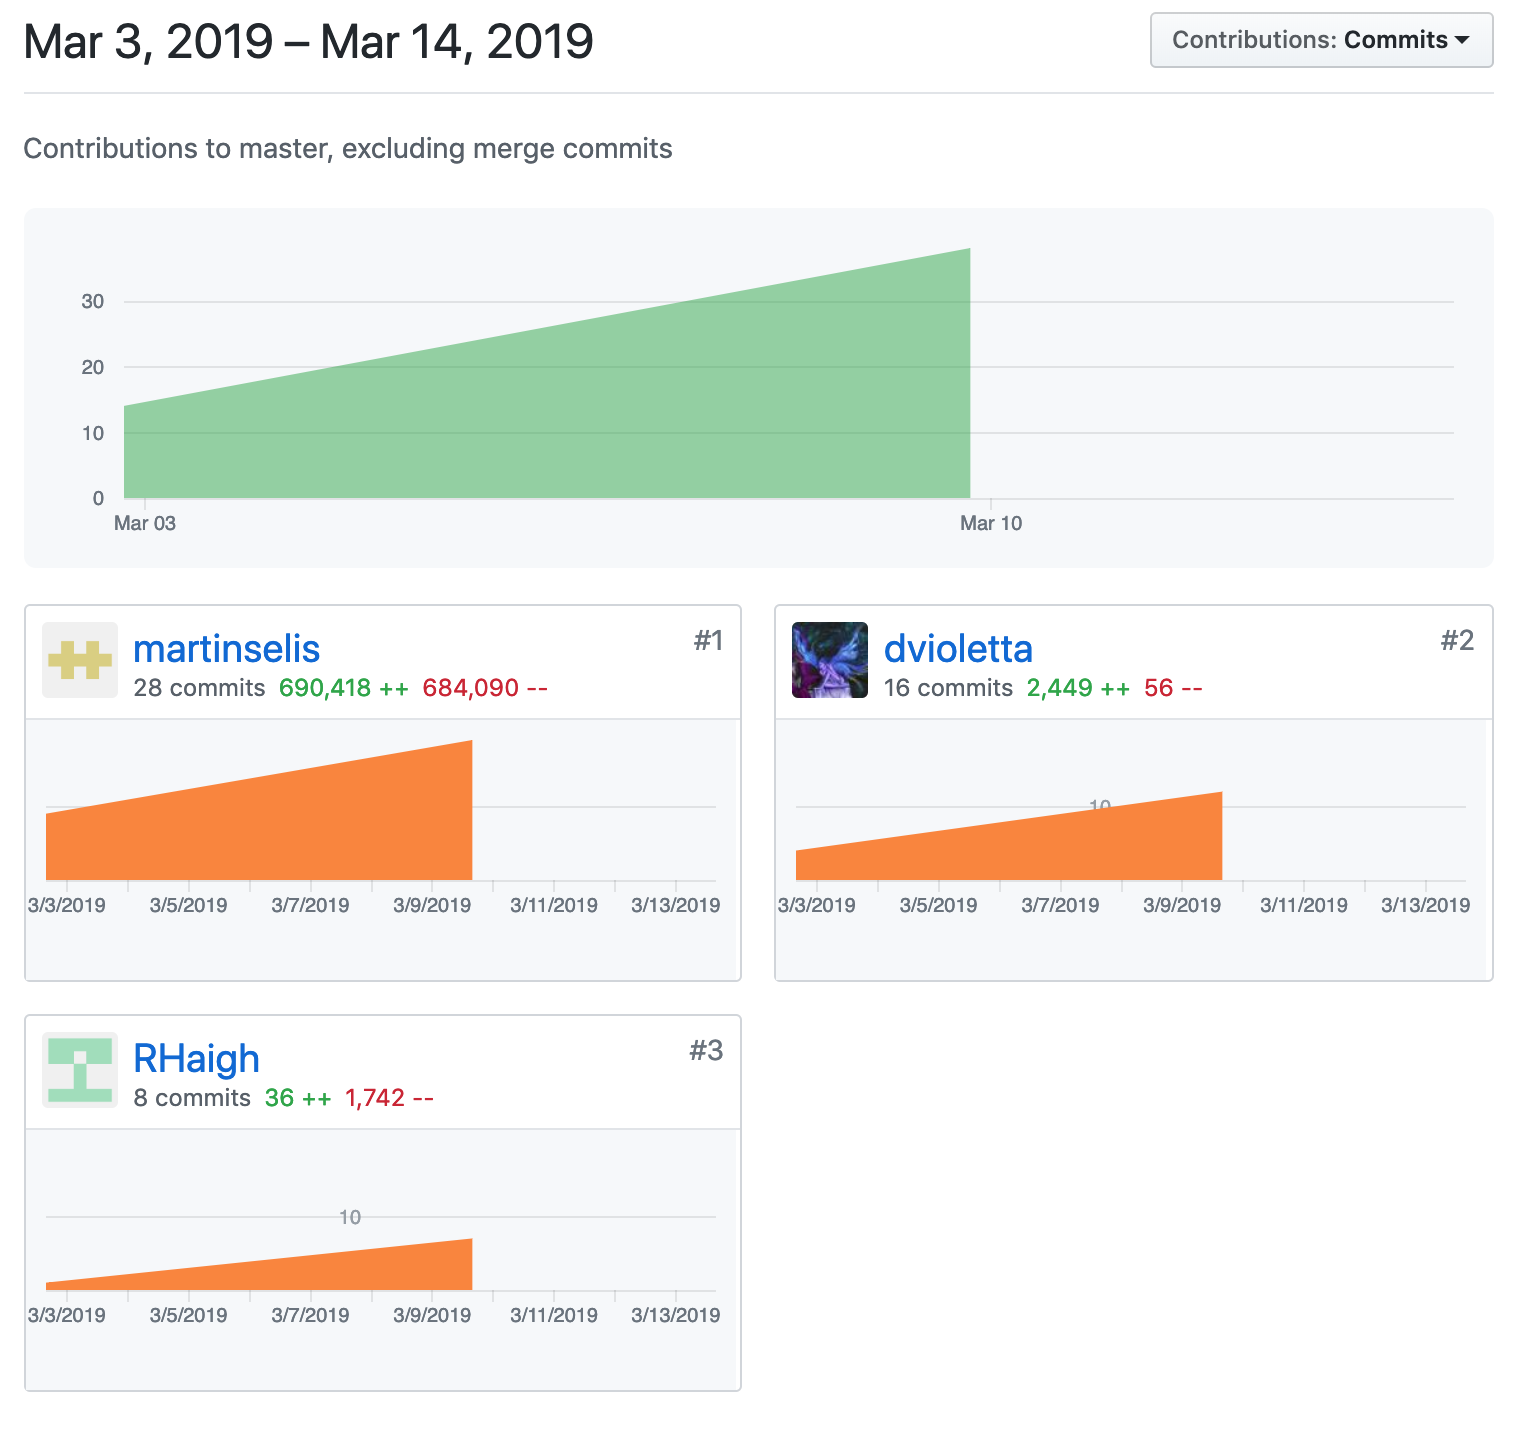 Mar 3, 2019 – Mar 14, 2019
Contributions: Commits
Contributions to master, excluding merge commits
30
20
10
0
Mar 03
Mar 10
martinselis
#1
28 commits 690,418 ++ 684,090 --
3/3/2019 3/5/2019 3/7/2019 3/9/2019 3/11/2019 3/13/2019
dvioletta
#2
16 commits 2,449 ++ 56 --
10
3/3/2019 3/5/2019 3/7/2019 3/9/2019 3/11/2019 3/13/2019
RHaigh
#3
8 commits 36 ++ 1,742 --
10
3/3/2019 3/5/2019 3/7/2019 3/9/2019 3/11/2019 3/13/2019